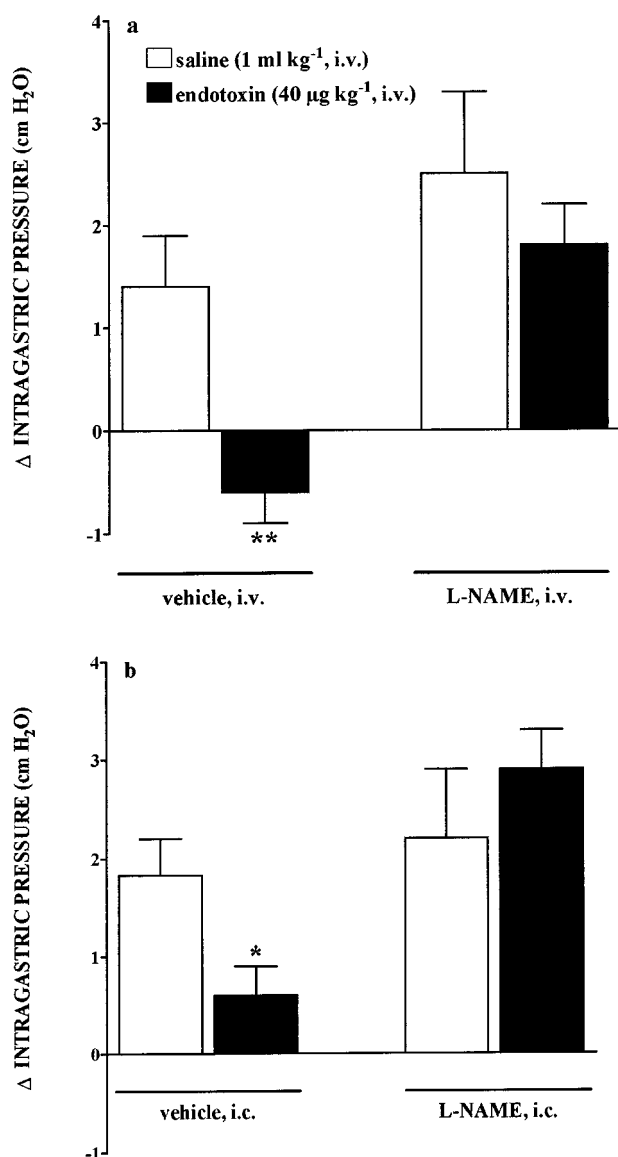 a
saline (1 ml kg⁻¹, i.v.)
endotoxin (40 µg kg⁻¹, i.v.)
Δ INTRAGASTRIC PRESSURE (cm H₂O)
4
3
2
1
0
-1
**
vehicle, i.v.
L-NAME, i.v.
b
Δ INTRAGASTRIC PRESSURE (cm H₂O)
4
3
2
1
0
-1
*
vehicle, i.c.
L-NAME, i.c.